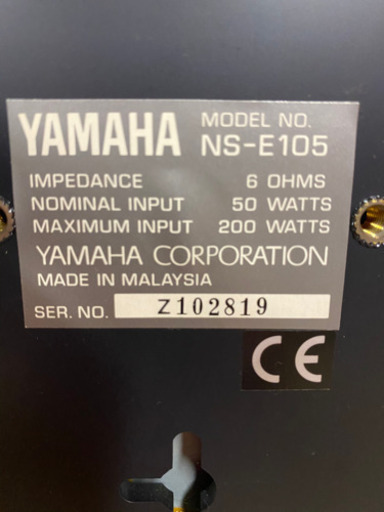 YAMAHA MODEL NO. NS-E105
IMPEDANCE 6 OHMS
NOMINAL INPUT 50 WATTS
MAXIMUM INPUT 200 WATTS
YAMAHA CORPORATION
MADE IN MALAYSIA
SER. NO. Z102819
CE